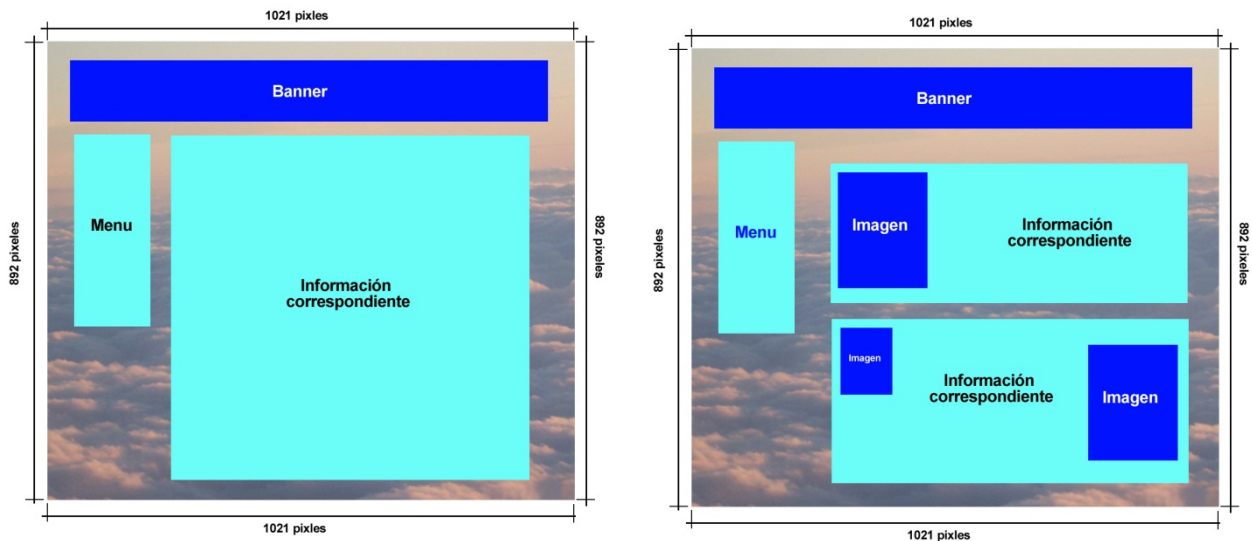 1021 pixles
Banner
Menu
Información
correspondiente
892 pixeles
892 pixeles
1021 pixles
1021 pixles
Banner
Menu
Imagen
Información
correspondiente
Imagen
Información
correspondiente
Imagen
892 pixeles
892 pixeles
1021 pixles